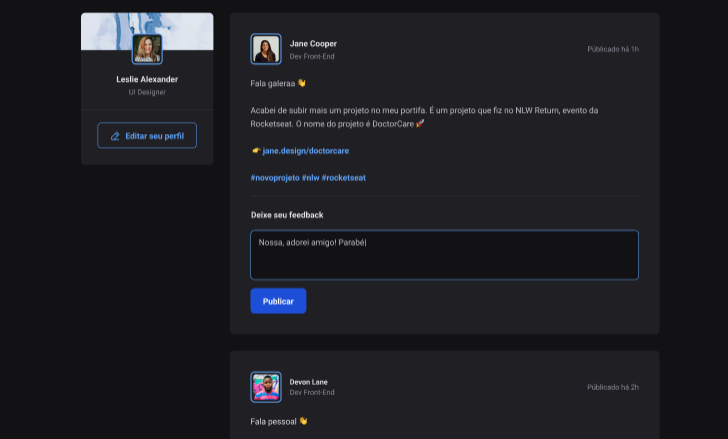 Leslie Alexander
UI Designer
Editar seu perfil
Jane Cooper
Dev Front-End
Públicado há 1h
Fala galeraa 👋
Acabei de subir mais um projeto no meu portifa. É um projeto que fiz no NLW Return, evento da
Rocketseat. O nome do projeto é DoctorCare 🚀
👉 jane.design/doctorcare
#novoprojeto #nlw #rocketseat
Deixe seu feedback
Nossa, adorei amigo! Parabé
Publicar
Devon Lane
Dev Front-End
Públicado há 2h
Fala pessoal 👋